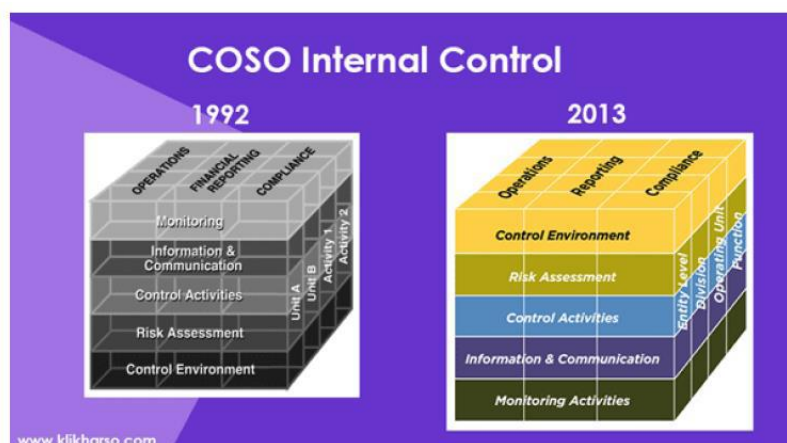 COSO Internal Control
1992
OPERATIONS
FINANCIAL
REPORTING
COMPLIANCE
Monitoring
Information &
Communication
Control Activities
Risk Assessment
Control Environment
Unit A
Unit B
Activity 1
Activity 2
2013
Operations
Reporting
Compliance
Control Environment
Risk Assessment
Control Activities
Information & Communication
Monitoring Activities
Entity Level
Division
Operating Unit
Function
www.klikharso.com